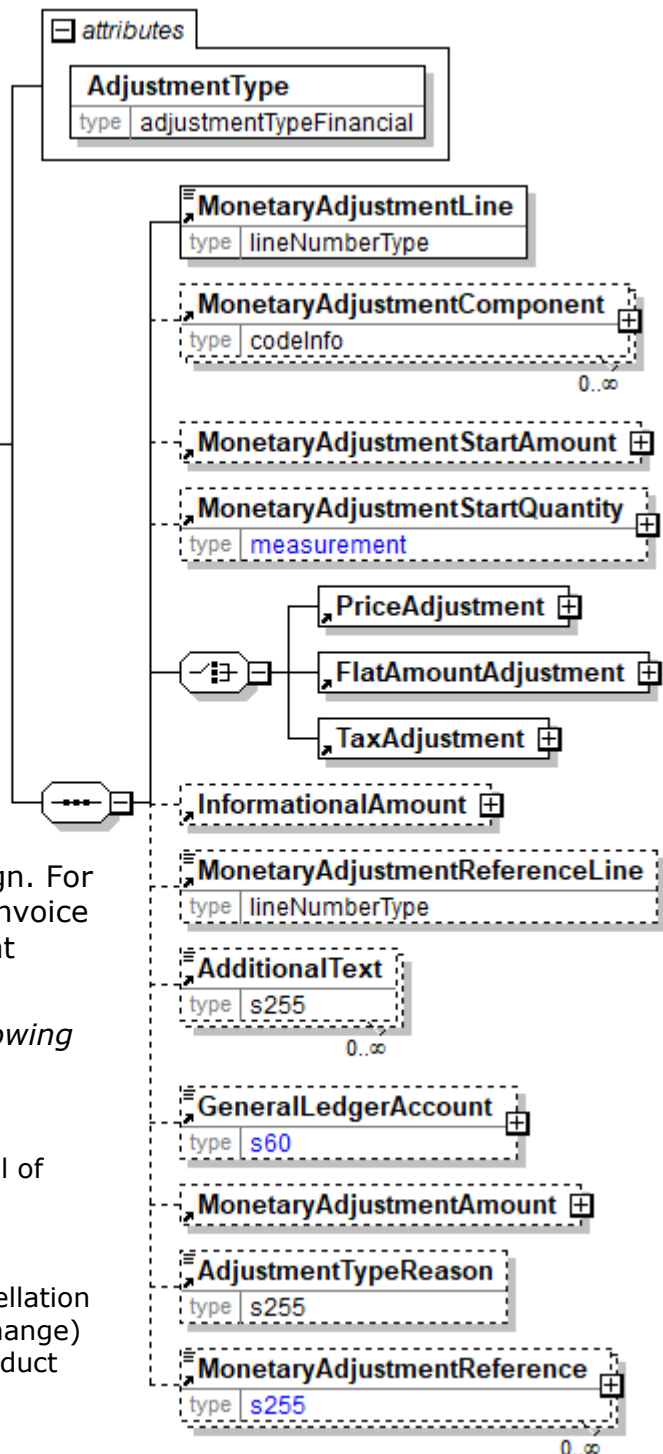 attributes
AdjustmentType
type adjustmentTypeFinancial
MonetaryAdjustmentLine
type lineNumberType
MonetaryAdjustmentComponent
type codeInfo
0..∞
MonetaryAdjustmentStartAmount
MonetaryAdjustmentStartQuantity
type measurement
PriceAdjustment
FlatAmountAdjustment
TaxAdjustment
InformationalAmount
gn. For
MonetaryAdjustmentReferenceLine
nvoice
type lineNumberType
nt
AdditionalText
type s255
owing
0..∞
GeneralLedgerAccount
type s60
l of
MonetaryAdjustmentAmount
AdjustmentTypeReason
ellation
type s255
hange)
duct
MonetaryAdjustmentReference
type s255
0..∞